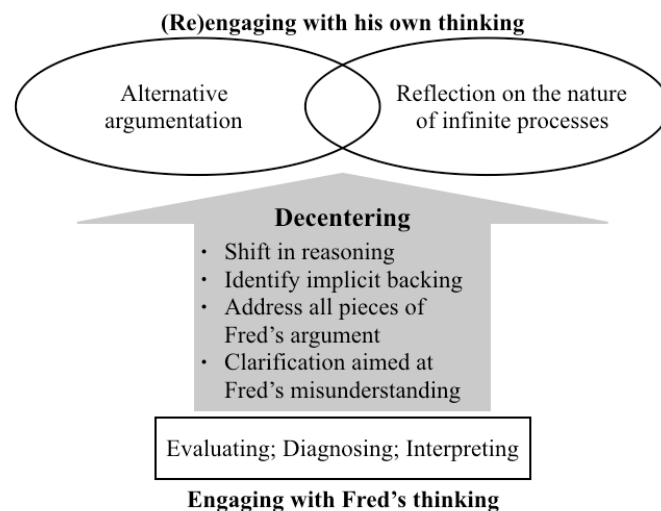 (Re)engaging with his own thinking
Alternative
argumentation
Reflection on the nature
of infinite processes
Decentering
· Shift in reasoning
· Identify implicit backing
· Address all pieces of
Fred's argument
· Clarification aimed at
Fred's misunderstanding
Evaluating; Diagnosing; Interpreting
Engaging with Fred's thinking